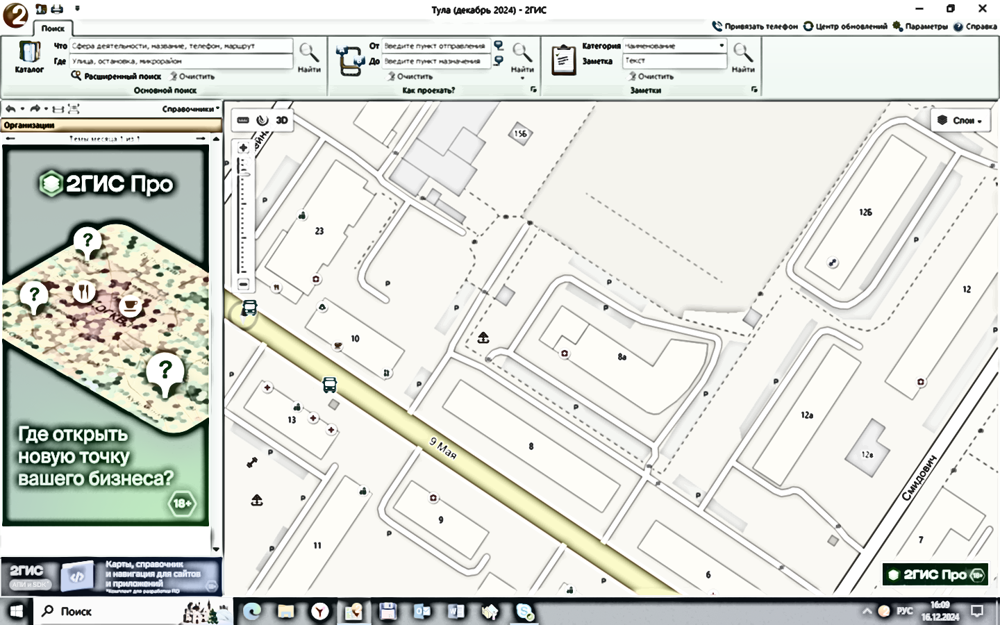 Тула (декабрь 2024) - 2ГИС
Поиск
Привязать телефон
Центр обновлений
Параметры
Справка
Каталог
Что
Сфера деятельности, название, телефон, маршрут
Где
Улица, остановка, микрорайон
Найти
Расширенный поиск
Очистить
Основной поиск
От
Введите пункт отправления
До
Введите пункт назначения
Найти
Очистить
Как проехать?
Категория
Наименование
Заметка
Текст
Найти
Очистить
Заметки
Справочники
Организации
Темы месяца 1 из 1
2ГИС Про
Где открыть
новую точку
вашего бизнеса?
18+
2ГИС
АПИ и SDK*
Карты, справочник
и навигация для сайтов
и приложений
*Комплект для разработки ПО
3D
Слои
15Б
23
10
13
11
9
8
8а
6
7
12
12а
12Б
12в
9 Мая
Смидович
2ГИС Про 18+
Поиск
РУС
16:09
16.12.2024